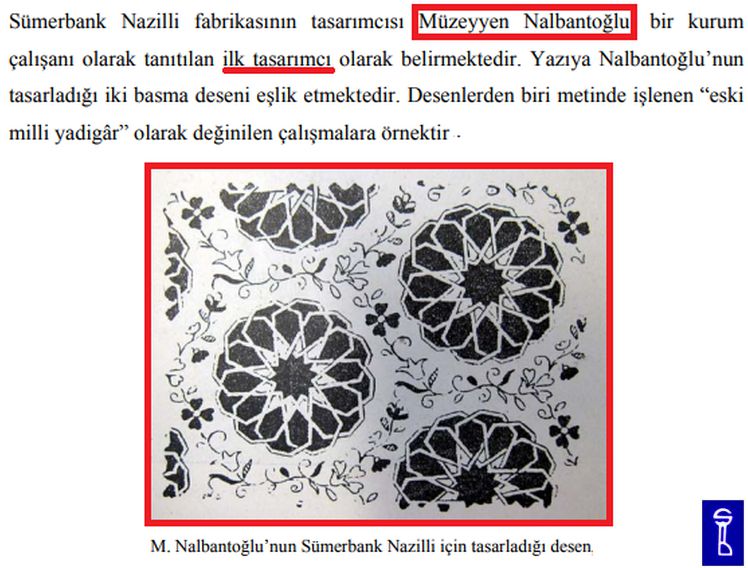 Sümerbank Nazilli fabrikasının tasarımcısı Müzeyyen Nalbantoğlu bir kurum
çalışanı olarak tanıtılan ilk tasarımcı olarak belirmektedir. Yazıya Nalbantoğlu’nun
tasarladığı iki basma deseni eşlik etmektedir. Desenlerden biri metinde işlenen “eski
milli yadigâr” olarak değinilen çalışmalara örnektir .
M. Nalbantoğlu’nun Sümerbank Nazilli için tasarladığı desen,